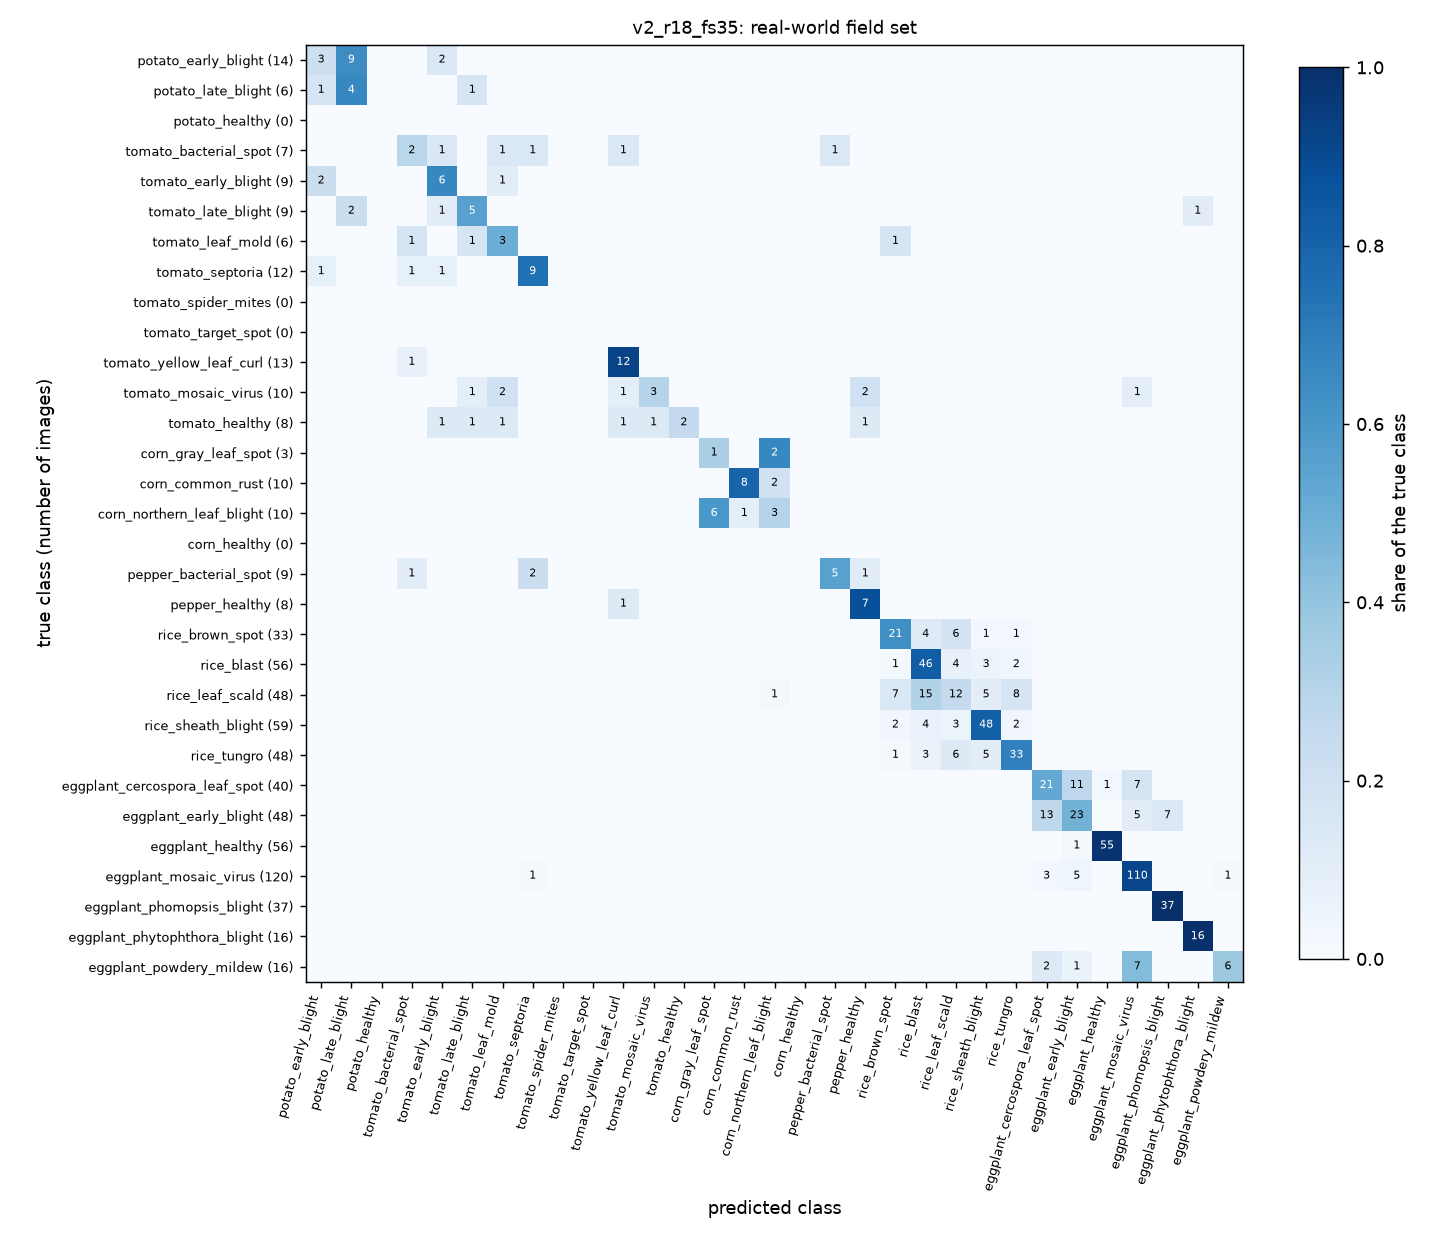 v2_r18_fs35: real-world field set
true class (number of images)
potato_early_blight (14) 3 9 2
potato_late_blight (6) 1 4 1
potato_healthy (0)
tomato_bacterial_spot (7) 2 1 1 1 1 1
tomato_early_blight (9) 2 6 1
tomato_late_blight (9) 2 1 5 1
tomato_leaf_mold (6) 1 1 3 1
tomato_septoria (12) 1 1 1 9
tomato_spider_mites (0)
tomato_target_spot (0)
tomato_yellow_leaf_curl (13) 1 12
tomato_mosaic_virus (10) 1 2 1 3 2 1
tomato_healthy (8) 1 1 1 1 1 2 1
corn_gray_leaf_spot (3) 1 2
corn_common_rust (10) 8 2
corn_northern_leaf_blight (10) 6 1 3
corn_healthy (0)
pepper_bacterial_spot (9) 1 2 5 1
pepper_healthy (8) 1 7
rice_brown_spot (33) 21 4 6 1 1
rice_blast (56) 1 46 4 3 2
rice_leaf_scald (48) 1 7 15 12 5 8
rice_sheath_blight (59) 2 4 3 48 2
rice_tungro (48) 1 3 6 5 33
eggplant_cercospora_leaf_spot (40) 21 11 1 7
eggplant_early_blight (48) 13 23 5 7
eggplant_healthy (56) 1 55
eggplant_mosaic_virus (120) 1 3 5 110 1
eggplant_phomopsis_blight (37) 37
eggplant_phytophthora_blight (16) 16
eggplant_powdery_mildew (16) 2 1 7 6
potato_early_blight
potato_late_blight
potato_healthy
tomato_bacterial_spot
tomato_early_blight
tomato_late_blight
tomato_leaf_mold
tomato_septoria
tomato_spider_mites
tomato_target_spot
tomato_yellow_leaf_curl
tomato_mosaic_virus
tomato_healthy
corn_gray_leaf_spot
corn_common_rust
corn_northern_leaf_blight
corn_healthy
pepper_bacterial_spot
pepper_healthy
rice_brown_spot
rice_blast
rice_leaf_scald
rice_sheath_blight
rice_tungro
eggplant_cercospora_leaf_spot
eggplant_early_blight
eggplant_healthy
eggplant_mosaic_virus
eggplant_phomopsis_blight
eggplant_phytophthora_blight
eggplant_powdery_mildew
predicted class
1.0
0.8
0.6
0.4
0.2
0.0
share of the true class